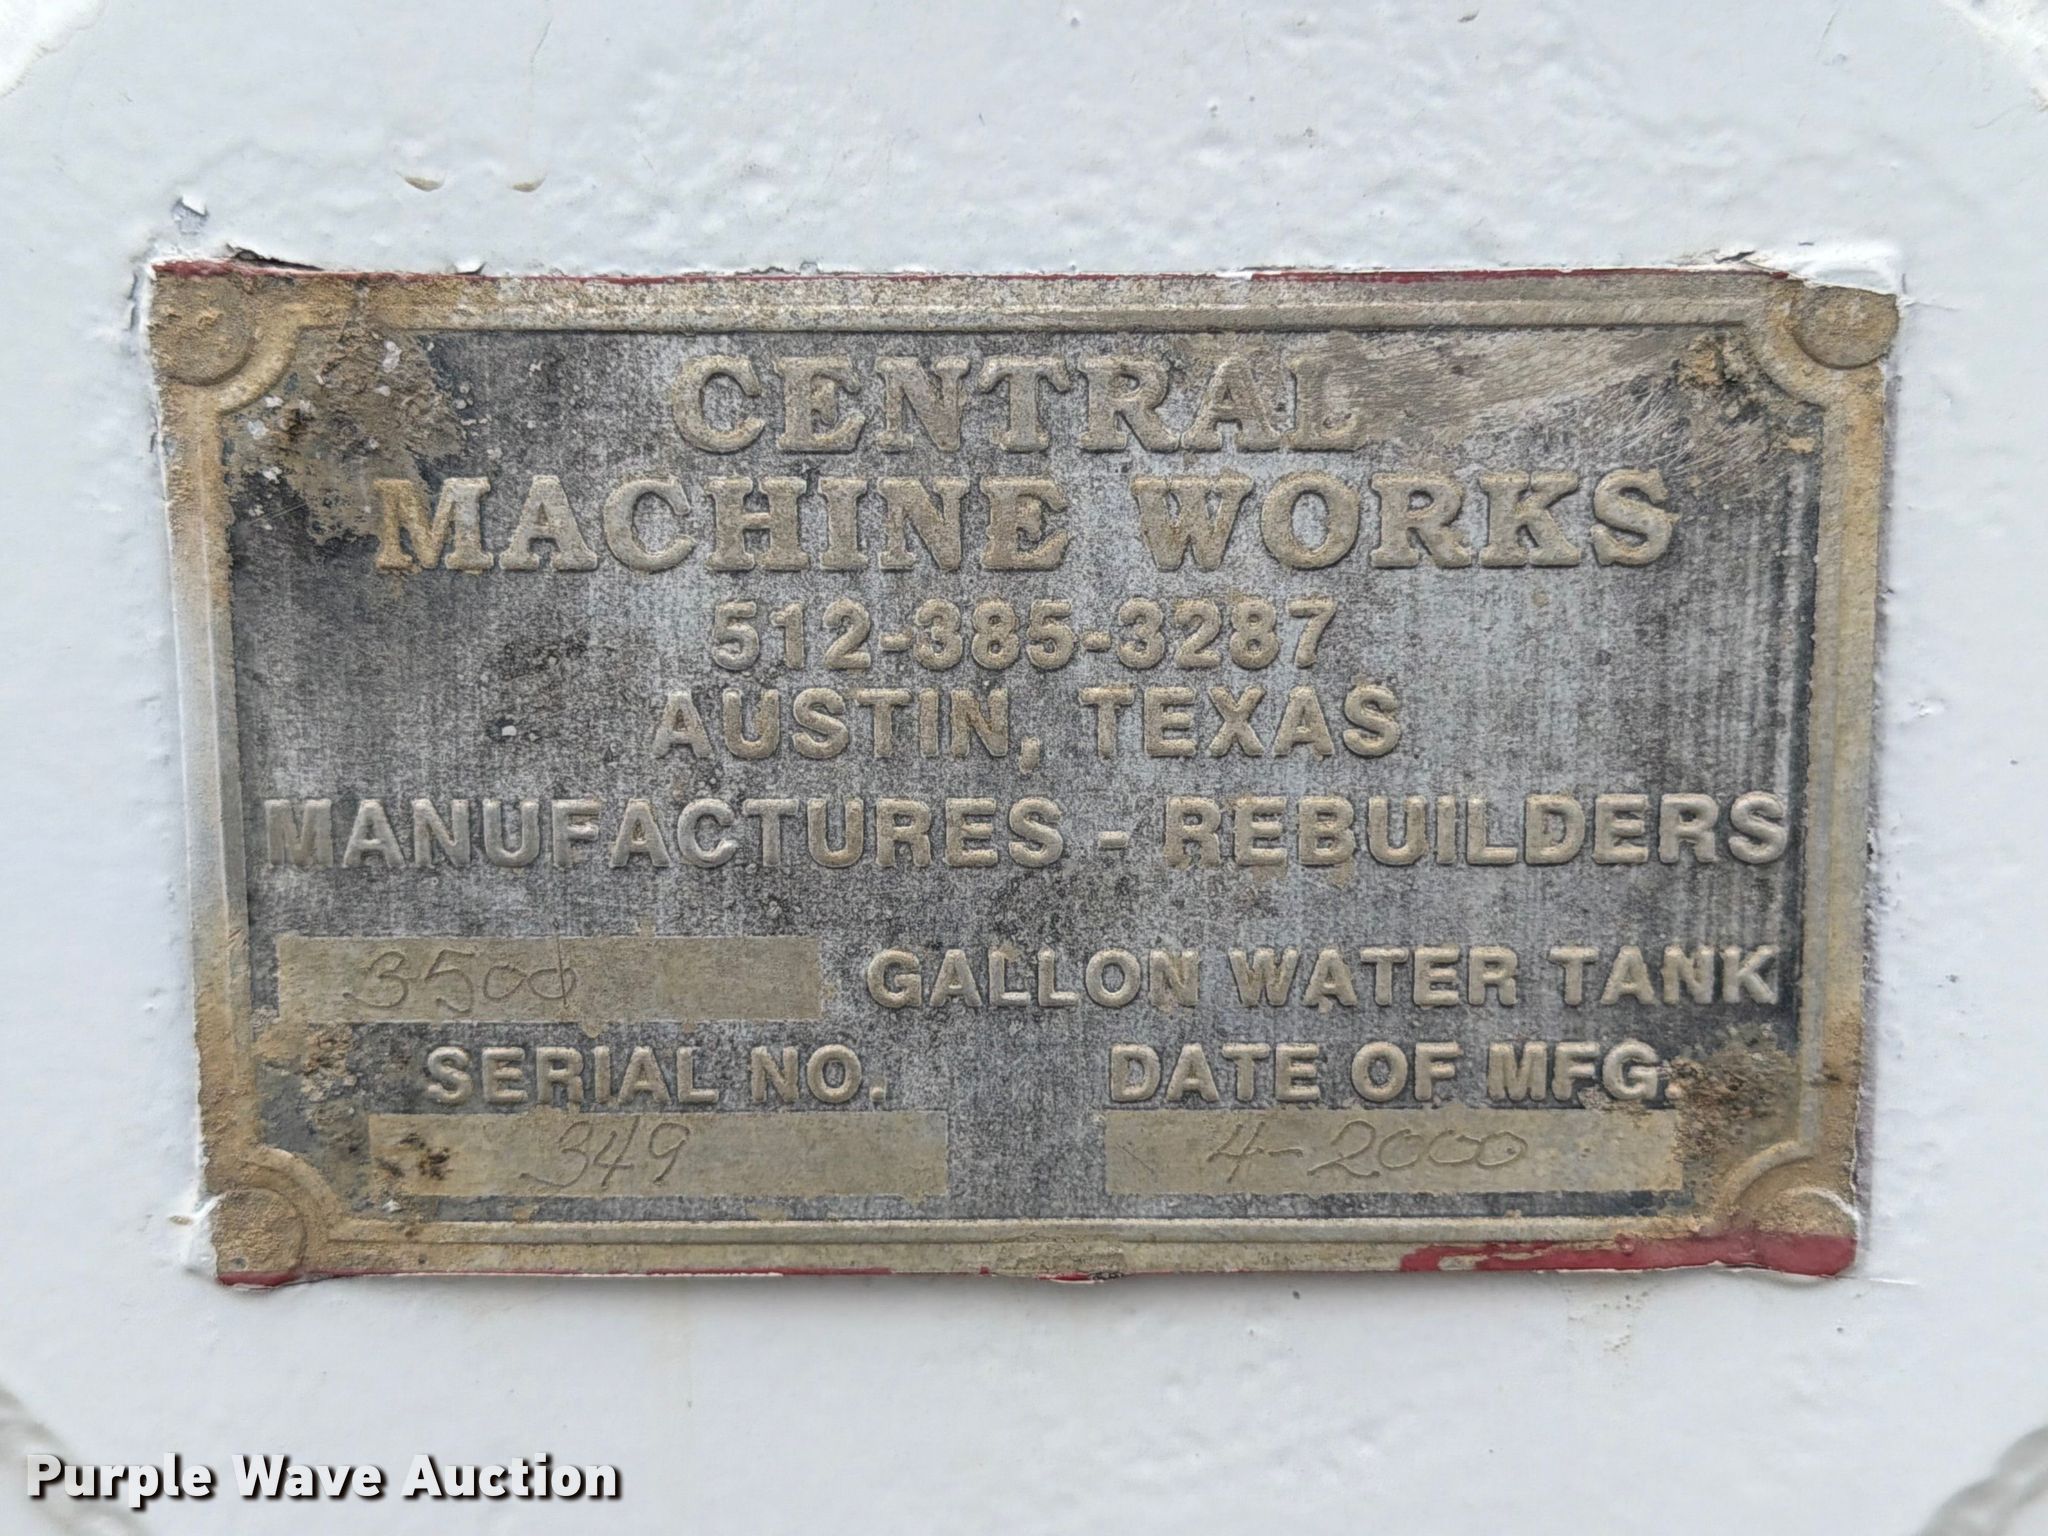 CENTRAL
MACHINE WORKS
512-385-3287
AUSTIN, TEXAS
MANUFACTURES - REBUILDERS
3500 GALLON WATER TANK
SERIAL NO. DATE OF MFG.
349 4-2000
Purple Wave Auction